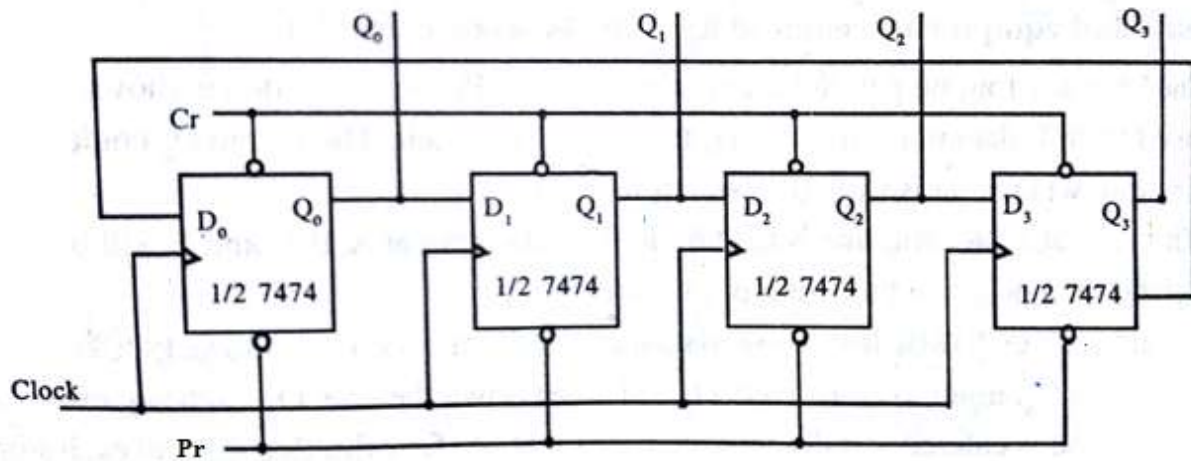 Q₀ Q₁ Q₂ Q₃
Cr
D₀ Q₀ D₁ Q₁ D₂ Q₂ D₃ Q₃
1/2 7474 1/2 7474 1/2 7474 1/2 7474
Clock
Pr